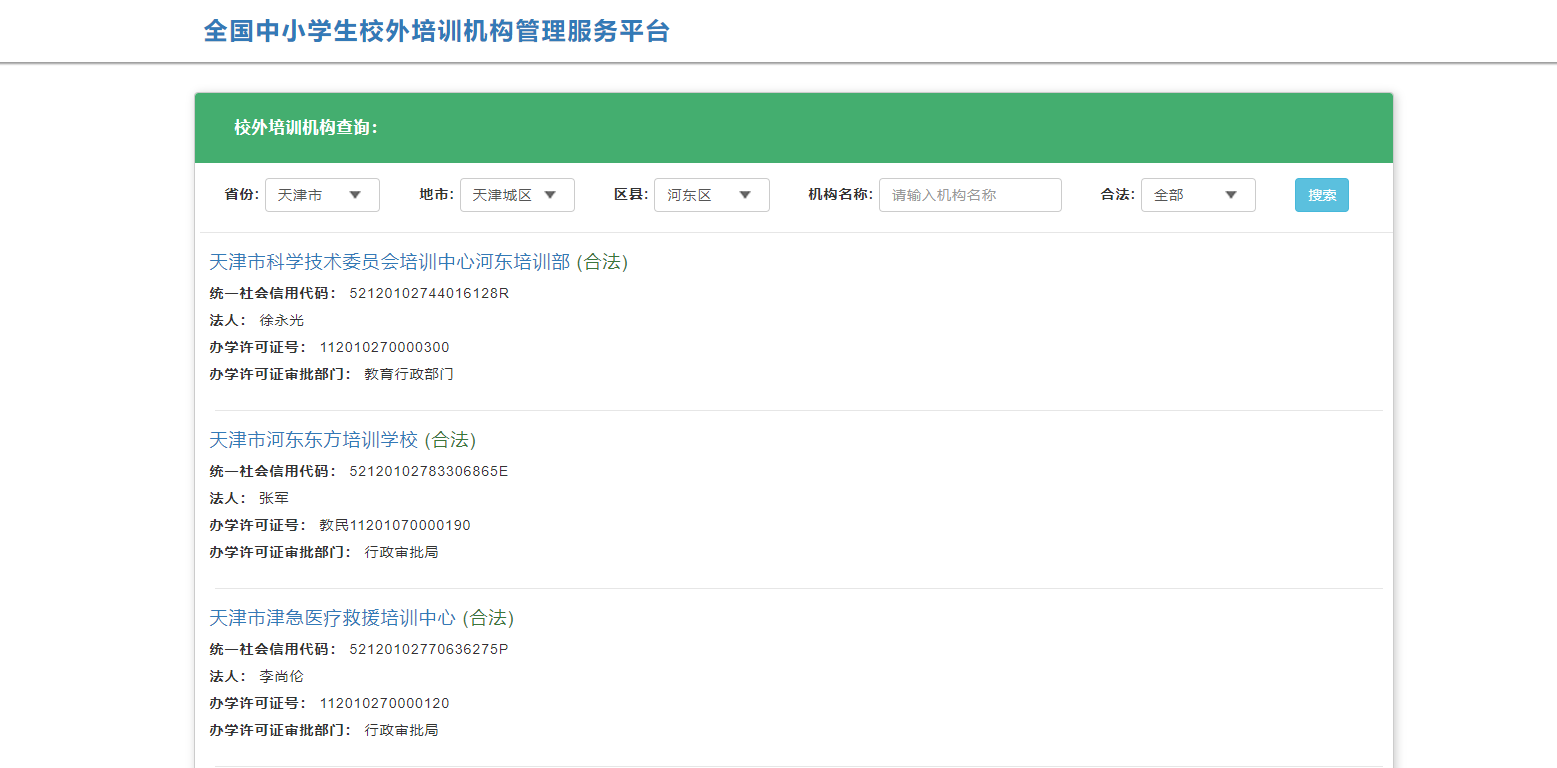 全国中小学生校外培训机构管理服务平台
校外培训机构查询：
省份： 天津市 地市： 天津城区 区县： 河东区 机构名称： 请输入机构名称 合法： 全部 搜索
天津市科学技术委员会培训中心河东培训部 (合法)
统一社会信用代码： 52120102744016128R
法人： 徐永光
办学许可证号： 112010270000300
办学许可证审批部门： 教育行政部门
天津市河东东方培训学校 (合法)
统一社会信用代码： 52120102783306865E
法人： 张军
办学许可证号： 教民11201070000190
办学许可证审批部门： 行政审批局
天津市津急医疗救援培训中心 (合法)
统一社会信用代码： 52120102770636275P
法人： 李尚伦
办学许可证号： 112010270000120
办学许可证审批部门： 行政审批局